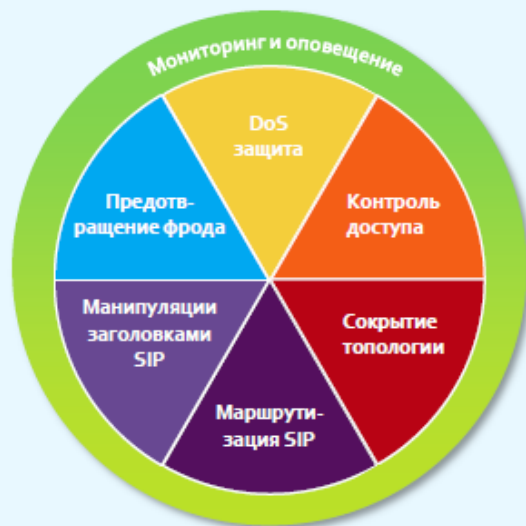 Мониторинг и оповещение
DoS
защита
Предотв-
ращение фрода
Контроль
доступа
Манипуляции
заголовками
SIP
Сокрытие
топологии
Маршрути-
зация SIP